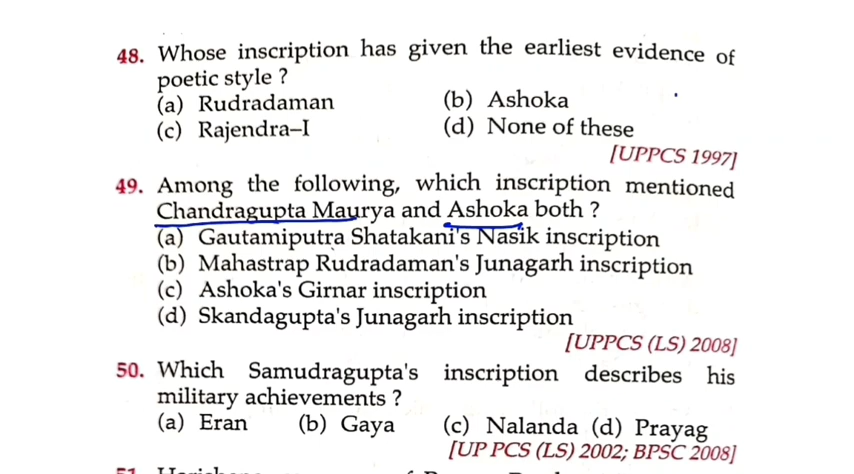 48. Whose inscription has given the earliest evidence of
poetic style ?
(a) Rudradaman (b) Ashoka
(c) Rajendra–I (d) None of these
[UPPCS 1997]
49. Among the following, which inscription mentioned
Chandragupta Maurya and Ashoka both ?
(a) Gautamiputra Shatakani's Nasik inscription
(b) Mahastrap Rudradaman's Junagarh inscription
(c) Ashoka's Girnar inscription
(d) Skandagupta's Junagarh inscription
[UPPCS (LS) 2008]
50. Which Samudragupta's inscription describes his
military achievements ?
(a) Eran (b) Gaya (c) Nalanda (d) Prayag
[UP PCS (LS) 2002; BPSC 2008]